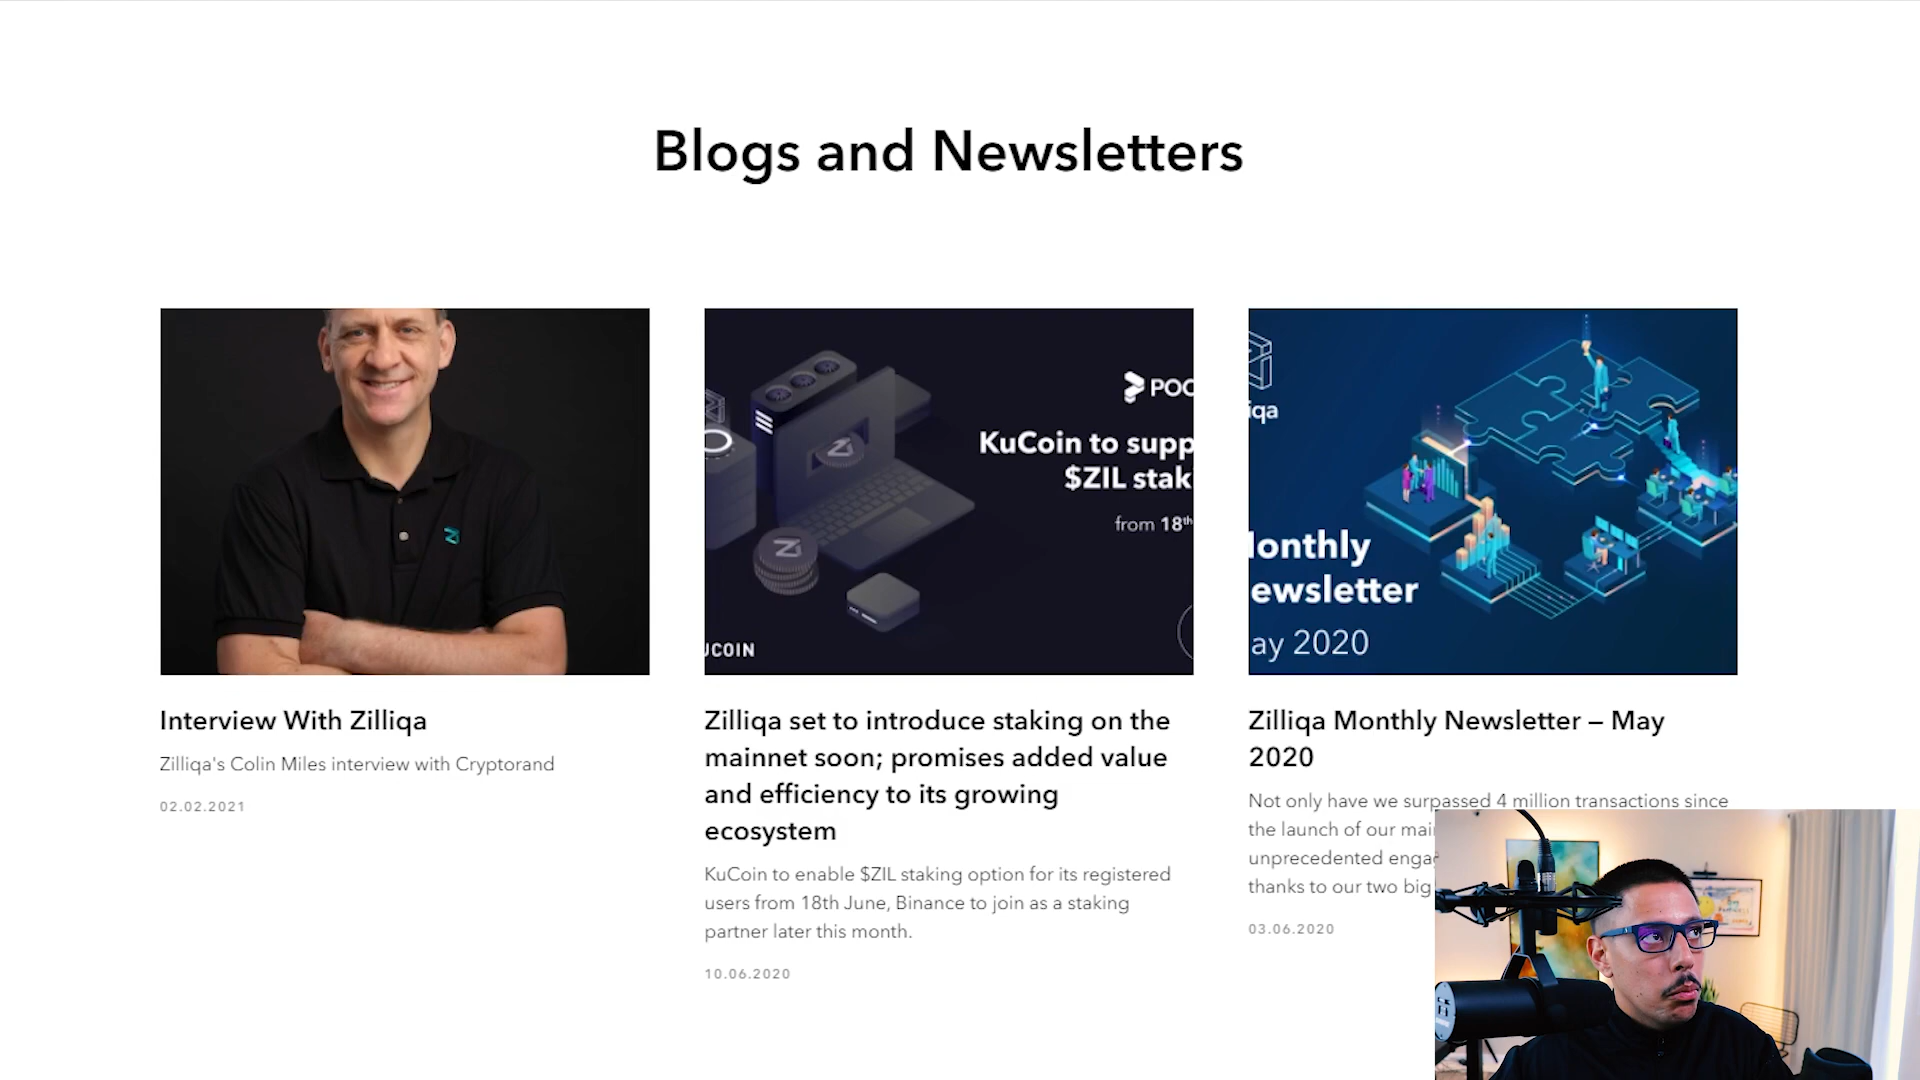 Blogs and Newsletters
POC
KuCoin to supp
$ZIL stak
from 18th
UCOIN
iqa
onthly
ewsletter
ay 2020
Interview With Zilliqa
Zilliqa's Colin Miles interview with Cryptorand
02.02.2021
Zilliqa set to introduce staking on the
mainnet soon; promises added value
and efficiency to its growing
ecosystem
KuCoin to enable $ZIL staking option for its registered
users from 18th June, Binance to join as a staking
partner later this month.
10.06.2020
Zilliqa Monthly Newsletter – May
2020
Not only have we surpassed 4 million transactions since
the launch of our mai
unprecedented enga
thanks to our two big
03.06.2020